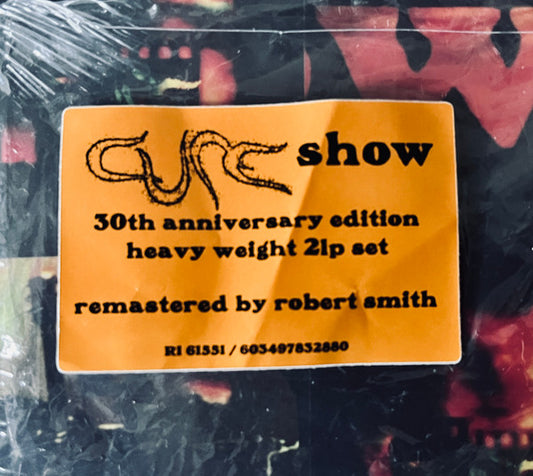 CURE show
30th anniversary edition
heavy weight 2lp set
remastered by robert smith
R1 61551 / 603497832880
W